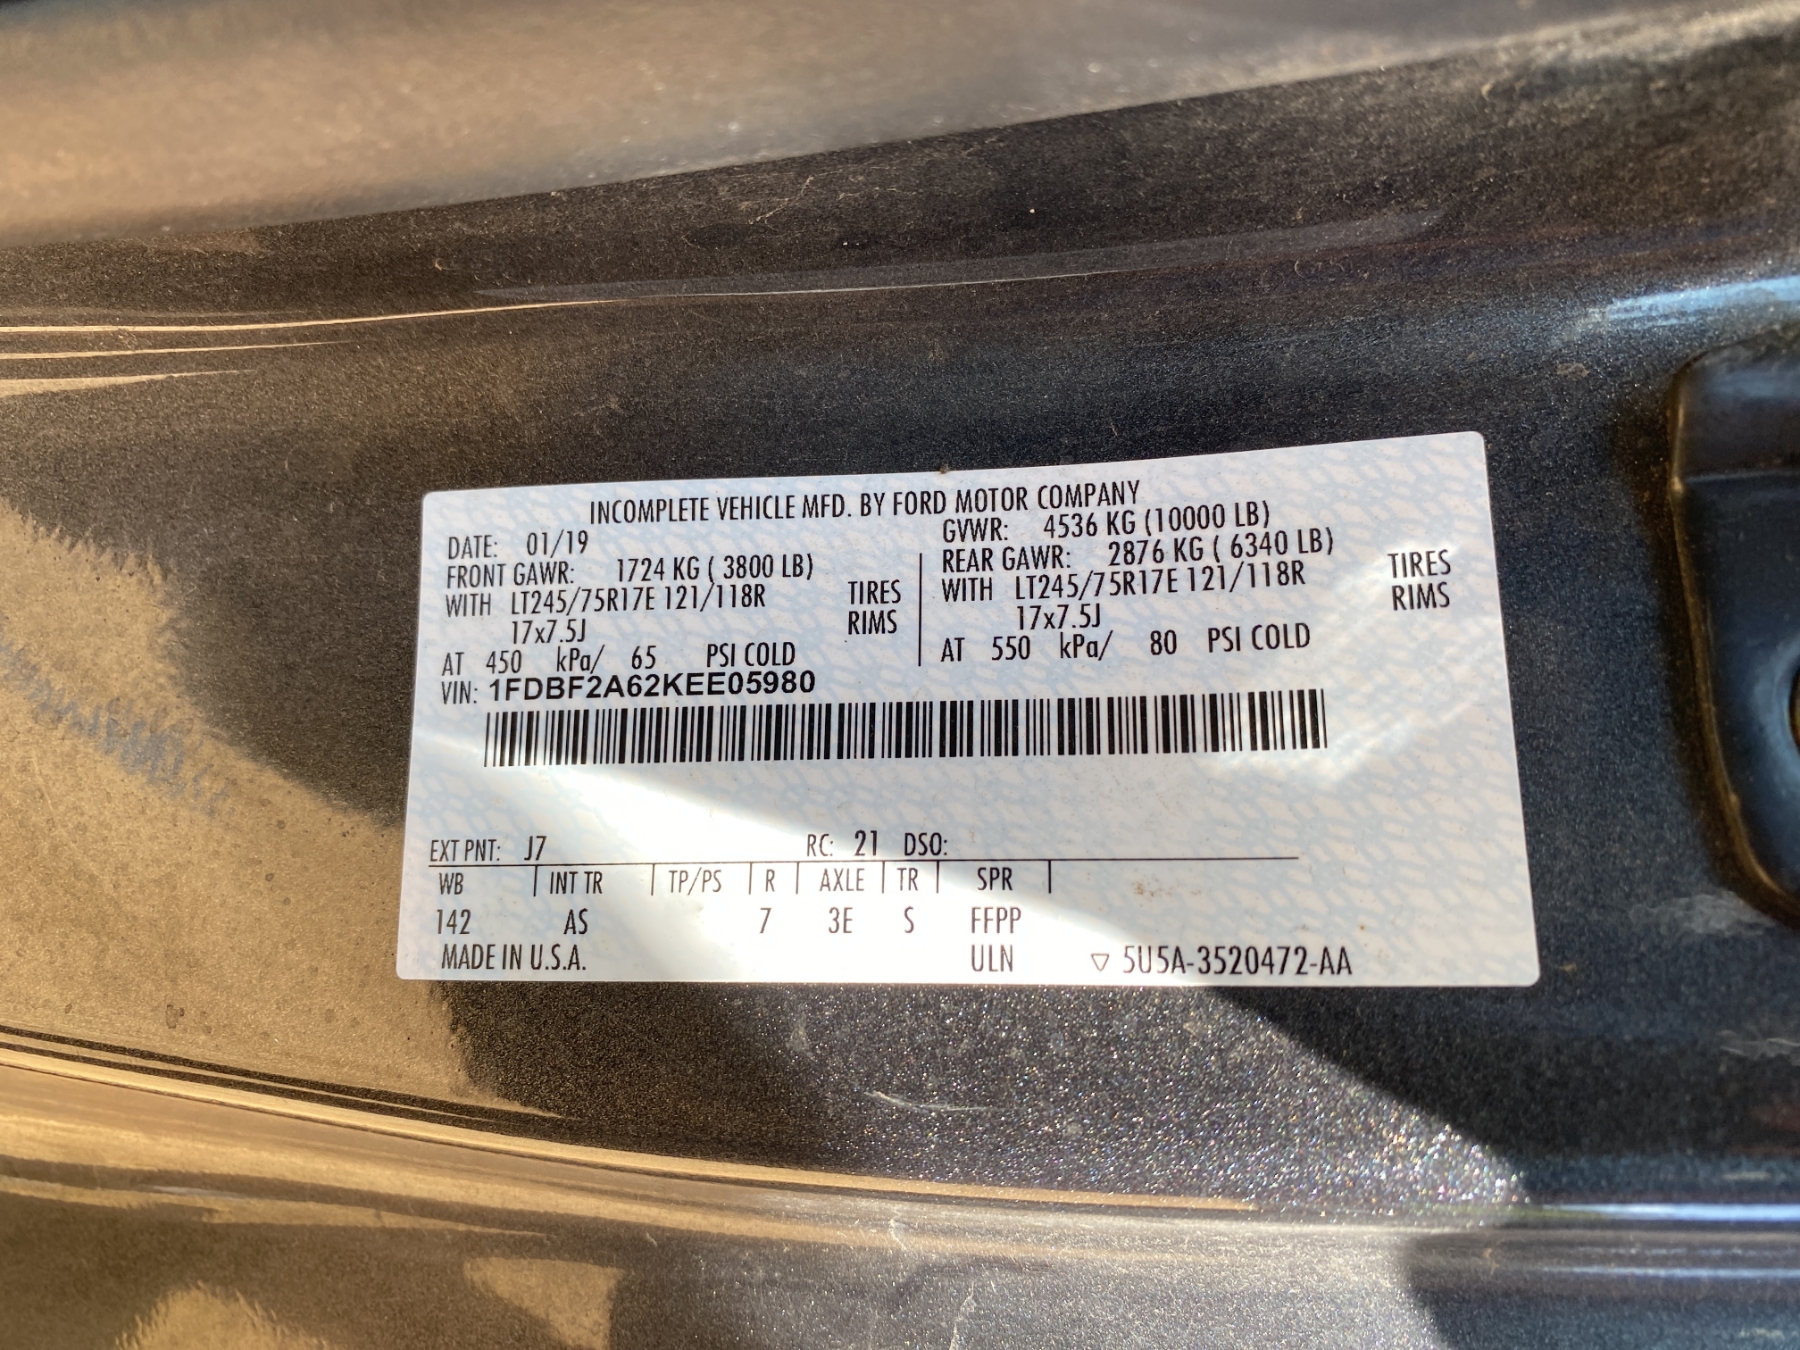 INCOMPLETE VEHICLE MFD. BY FORD MOTOR COMPANY
DATE: 01/19 GVWR: 4536 KG (10000 LB)
FRONT GAWR: 1724 KG ( 3800 LB) REAR GAWR: 2876 KG ( 6340 LB)
WITH LT245/75R17E 121/118R TIRES WITH LT245/75R17E 121/118R TIRES
17x7.5J RIMS 17x7.5J RIMS
AT 450 kPa/ 65 PSI COLD AT 550 kPa/ 80 PSI COLD
VIN: 1FDBF2A62KEE05980
EXT PNT: J7 RC: 21 DSO:
WB INT TR TP/PS R AXLE TR SPR
142 AS 7 3E S FFPP
MADE IN U.S.A. ULN ▽ 5U5A-3520472-AA